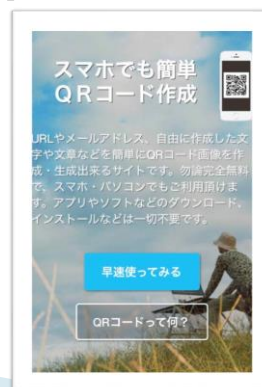 スマホでも簡単
QRコード作成
URLやメールアドレス、自由に作成した文
字や文章などを簡単にQRコード画像を作
成・生成出来るサイトです。勿論完全無料
で、スマホ・パソコンでもご利用頂けま
す。アプリやソフトなどのダウンロード、
インストールなどは一切不要です。
早速使ってみる
QRコードって何？